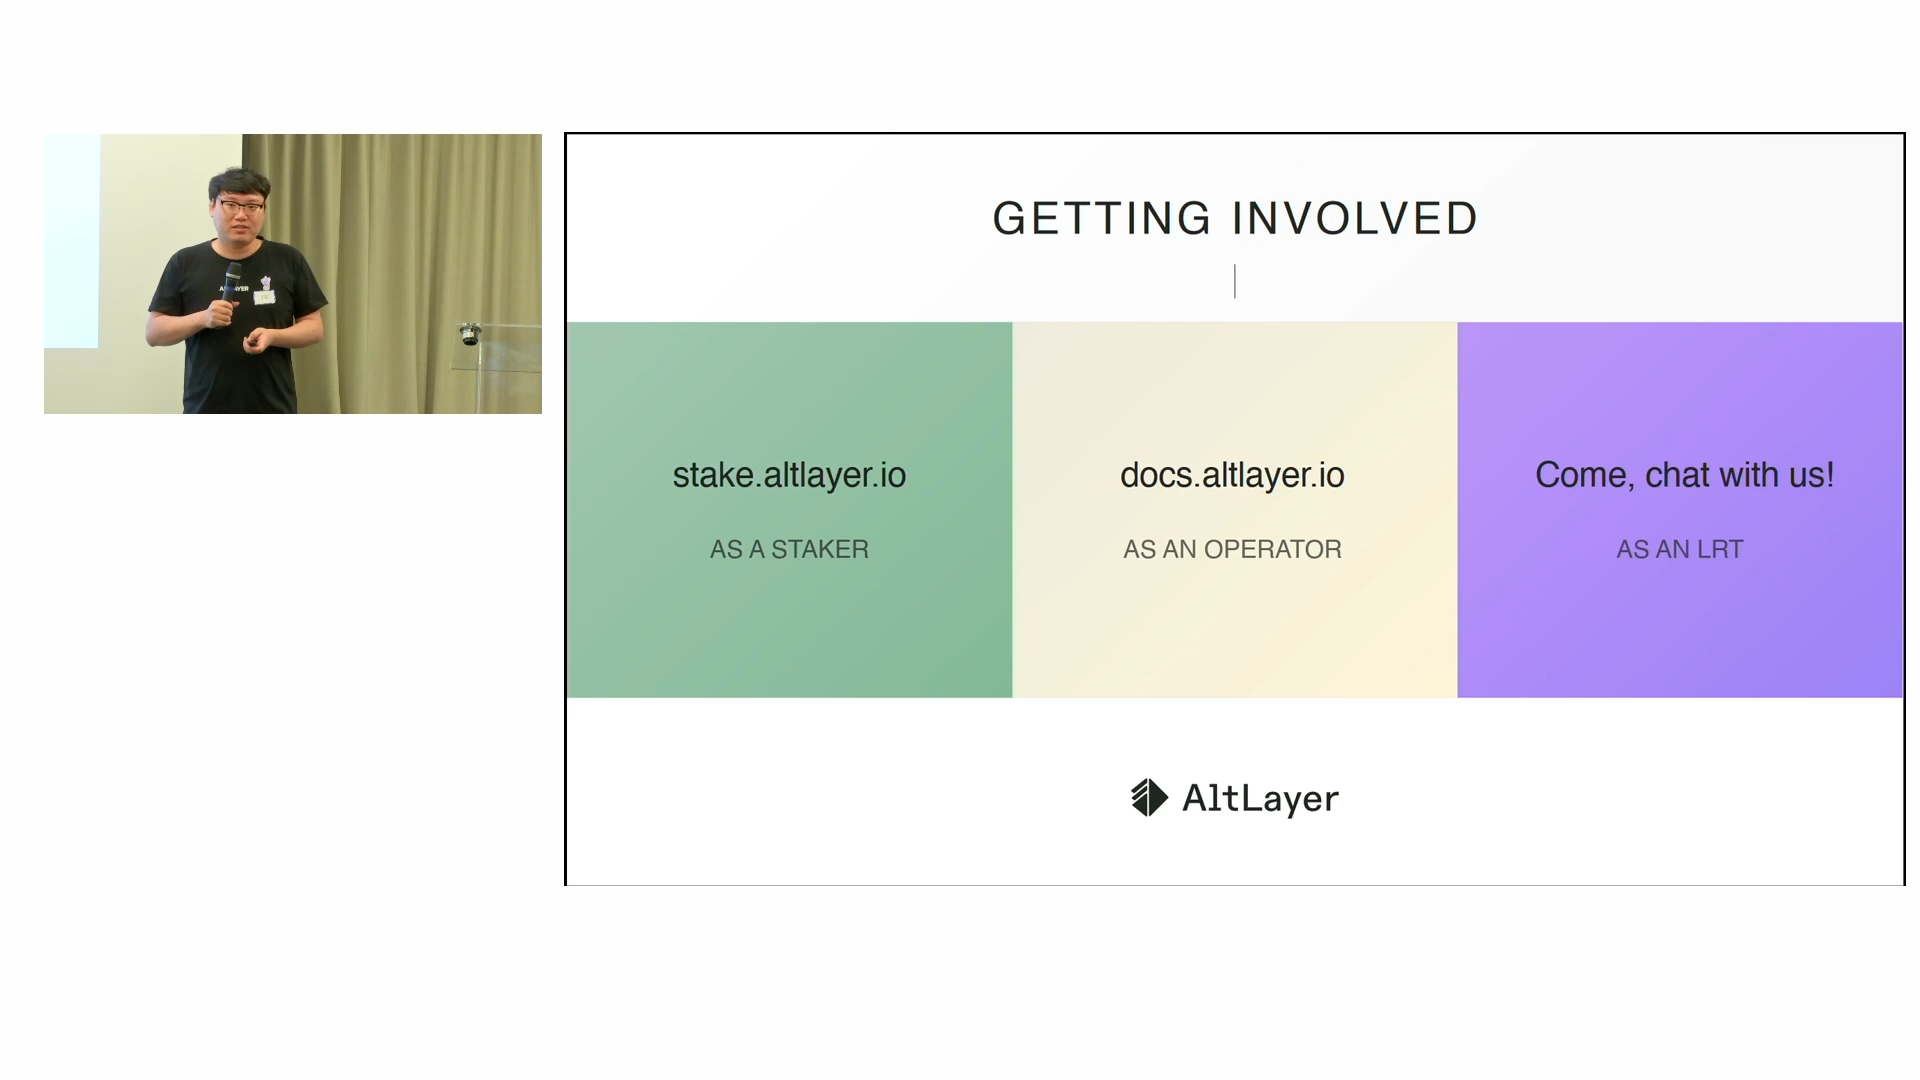 GETTING INVOLVED
stake.altlayer.io
AS A STAKER
docs.altlayer.io
AS AN OPERATOR
Come, chat with us!
AS AN LRT
AltLayer